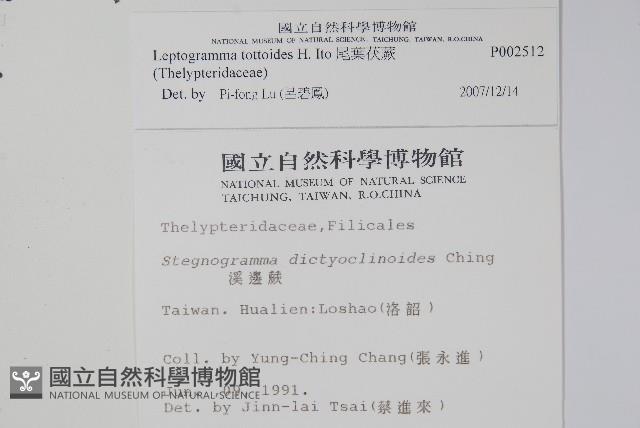 國立自然科學博物館
NATIONAL MUSEUM OF NATURAL SCIENCE, TAICHUNG, TAIWAN, R.O.CHINA
Leptogramma tottoides H. Ito 尾葉茯蕨 P002512
(Thelypteridaceae)
Det. by Pi-fong Lu (呂碧鳳) 2007/12/14
國立自然科學博物館
NATIONAL MUSEUM OF NATURAL SCIENCE
TAICHUNG, TAIWAN, R.O.CHINA
Thelypteridaceae,Filicales
Stegnogramma dictyoclinoides Ching
溪邊蕨
Taiwan. Hualien:Loshao(洛韶)
Coll. by Yung-Ching Chang(張永進)
09, 1991.
Det. by Jinn-lai Tsai(蔡進來)
國立自然科學博物館
NATIONAL MUSEUM OF NATURAL SCIENCE